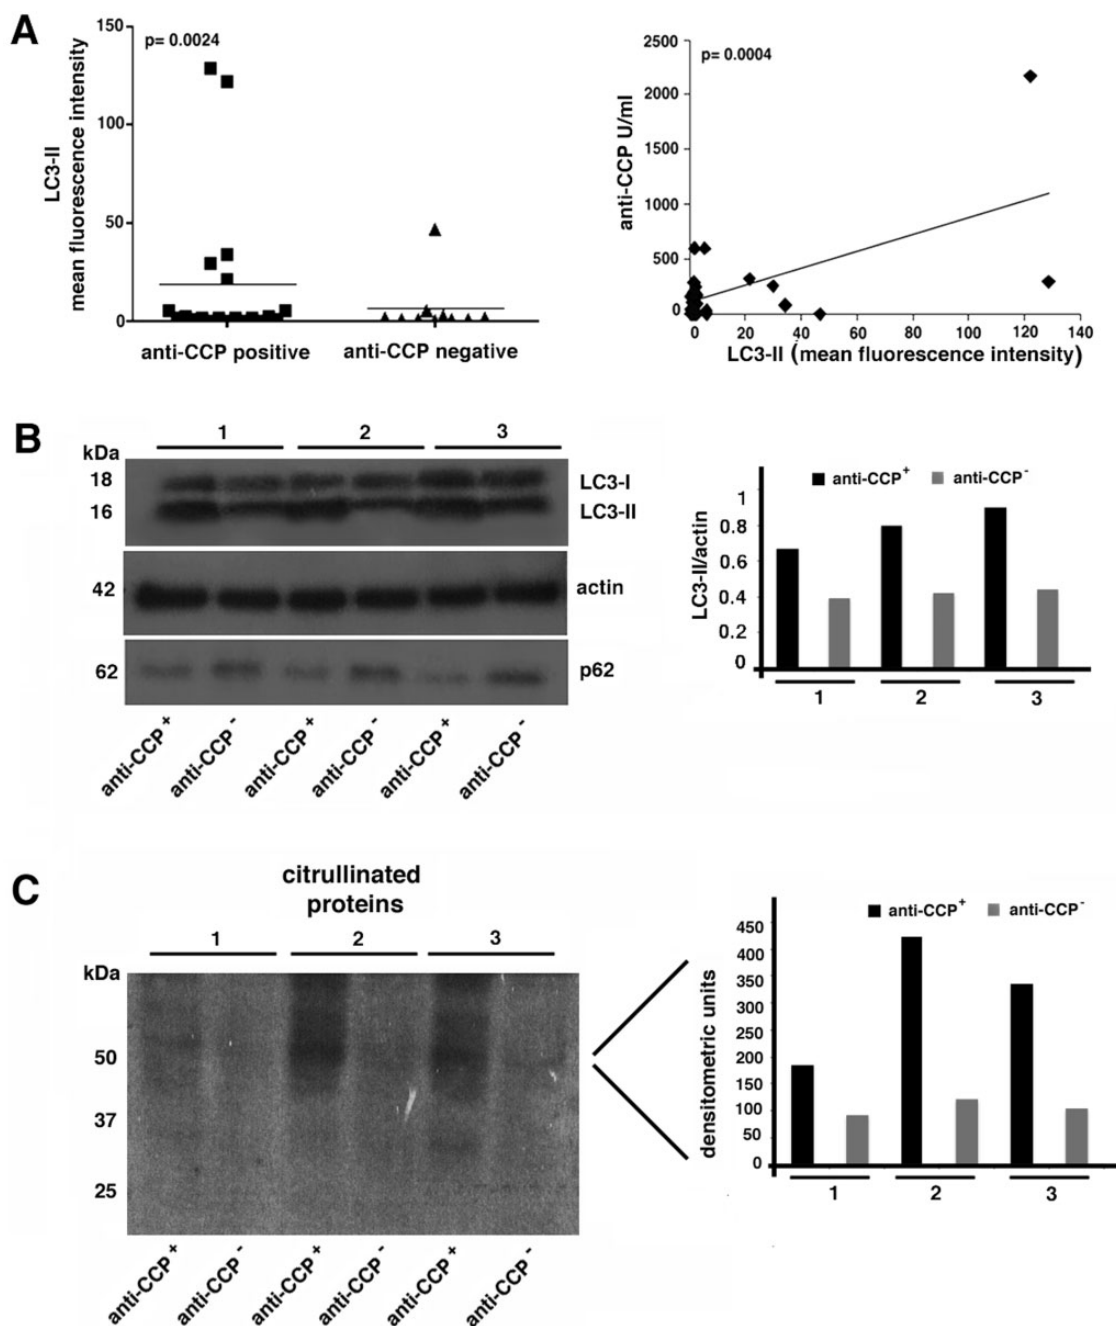 A
p= 0.0024
LC3-II
mean fluorescence intensity
150
100
50
0
anti-CCP positive
anti-CCP negative
p= 0.0004
anti-CCP U/ml
2500
2000
1500
1000
500
0
0 20 40 60 80 100 120 140
LC3-II (mean fluorescence intensity)
B
1 2 3
kDa
18
16
42
62
LC3-I
LC3-II
actin
p62
anti-CCP+
anti-CCP-
anti-CCP+
anti-CCP-
anti-CCP+
anti-CCP-
anti-CCP+ anti-CCP-
LC3-II/actin
1
0.8
0.6
0.4
0.2
0
1 2 3
C
citrullinated
proteins
1 2 3
kDa
50
37
25
anti-CCP+
anti-CCP-
anti-CCP+
anti-CCP-
anti-CCP+
anti-CCP-
anti-CCP+ anti-CCP-
densitometric units
450
400
350
300
250
200
150
100
50
0
1 2 3